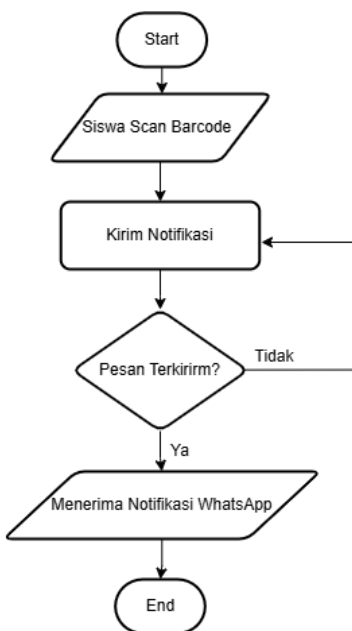 Start
Siswa Scan Barcode
Kirim Notifikasi
Pesan Terkirirm?
Tidak
Ya
Menerima Notifikasi WhatsApp
End